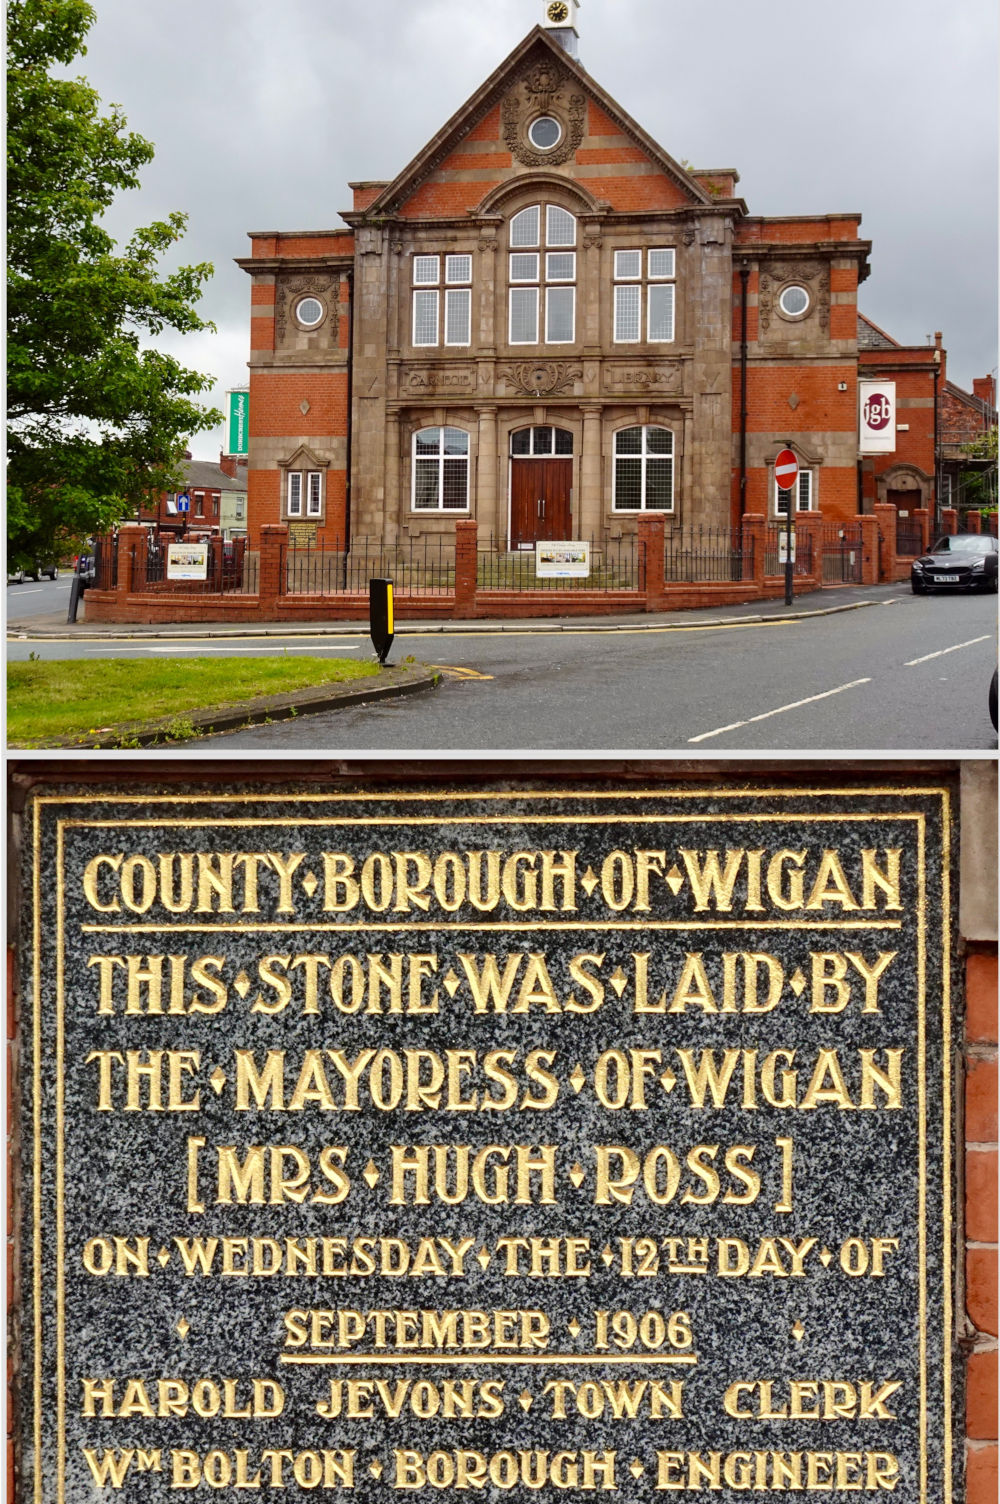 CARNEGIE LIBRARY
jgb
COUNTY·BOROUGH·OF·WIGAN
THIS·STONE·WAS·LAID·BY
THE·MAYORESS·OF·WIGAN
[MRS·HUGH·ROSS]
ON·WEDNESDAY·THE·12TH DAY·OF
SEPTEMBER·1906
HAROLD JEVONS·TOWN CLERK
WM BOLTON·BOROUGH·ENGINEER